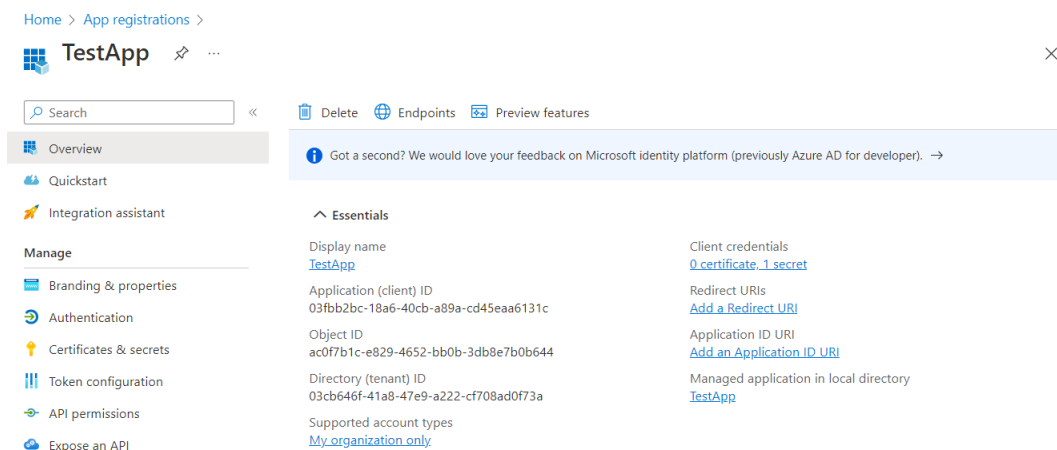 Home > App registrations >
TestApp
Search
Delete
Endpoints
Preview features
Overview
Quickstart
Integration assistant
Manage
Branding & properties
Authentication
Certificates & secrets
Token configuration
API permissions
Expose an API
Got a second? We would love your feedback on Microsoft identity platform (previously Azure AD for developer).
Essentials
Display name
TestApp
Application (client) ID
03fbb2bc-18a6-40cb-a89a-cd45eaa6131c
Object ID
ac0f7b1c-e829-4652-bb0b-3db8e7b0b644
Directory (tenant) ID
03cb646f-41a8-47e9-a222-cf708ad0f73a
Supported account types
My organization only
Client credentials
0 certificate, 1 secret
Redirect URIs
Add a Redirect URI
Application ID URI
Add an Application ID URI
Managed application in local directory
TestApp